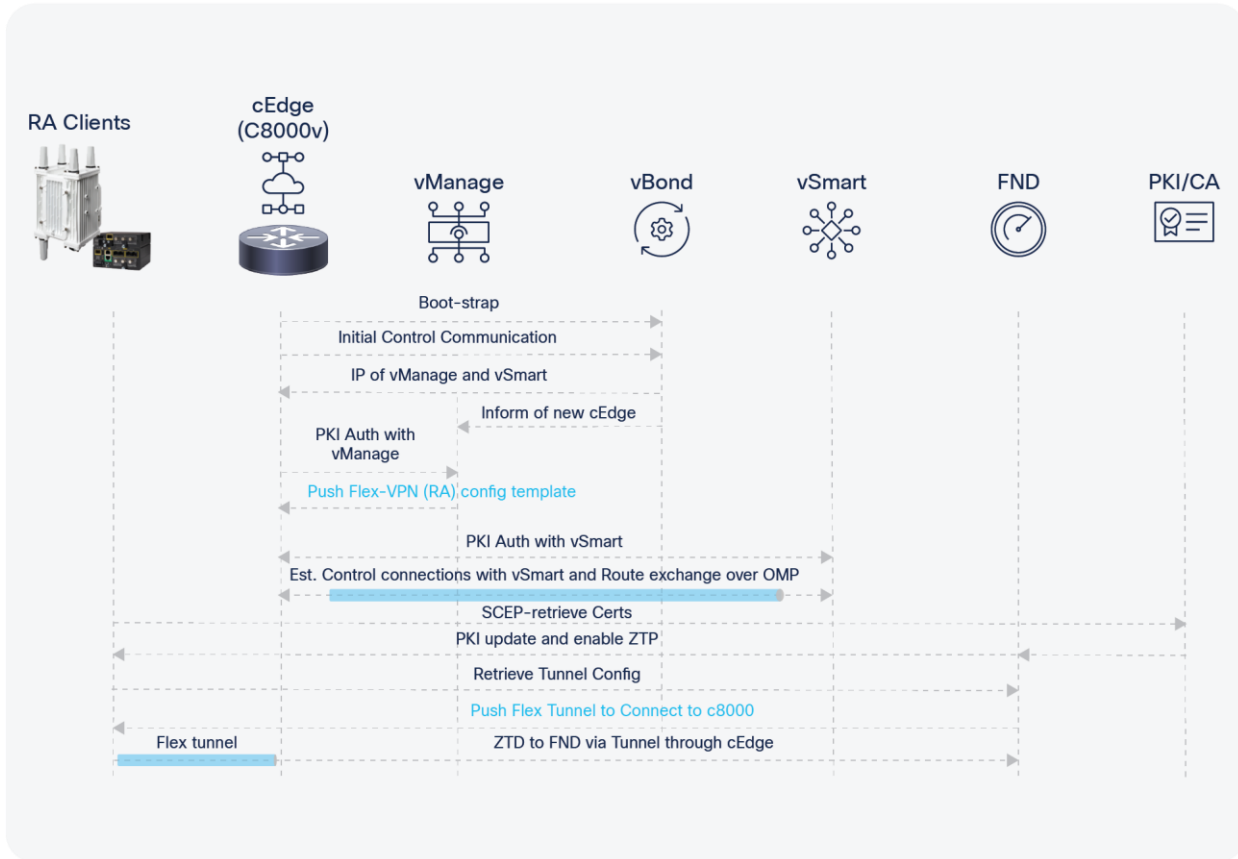 cEdge
(C8000v)
RA Clients
vManage
vBond
vSmart
FND
PKI/CA
Boot-strap
Initial Control Communication
IP of vManage and vSmart
Inform of new cEdge
PKI Auth with
vManage
Push Flex-VPN (RA) config template
PKI Auth with vSmart
Est. Control connections with vSmart and Route exchange over OMP
SCEP-retrieve Certs
PKI update and enable ZTP
Retrieve Tunnel Config
Push Flex Tunnel to Connect to c8000
Flex tunnel
ZTD to FND via Tunnel through cEdge